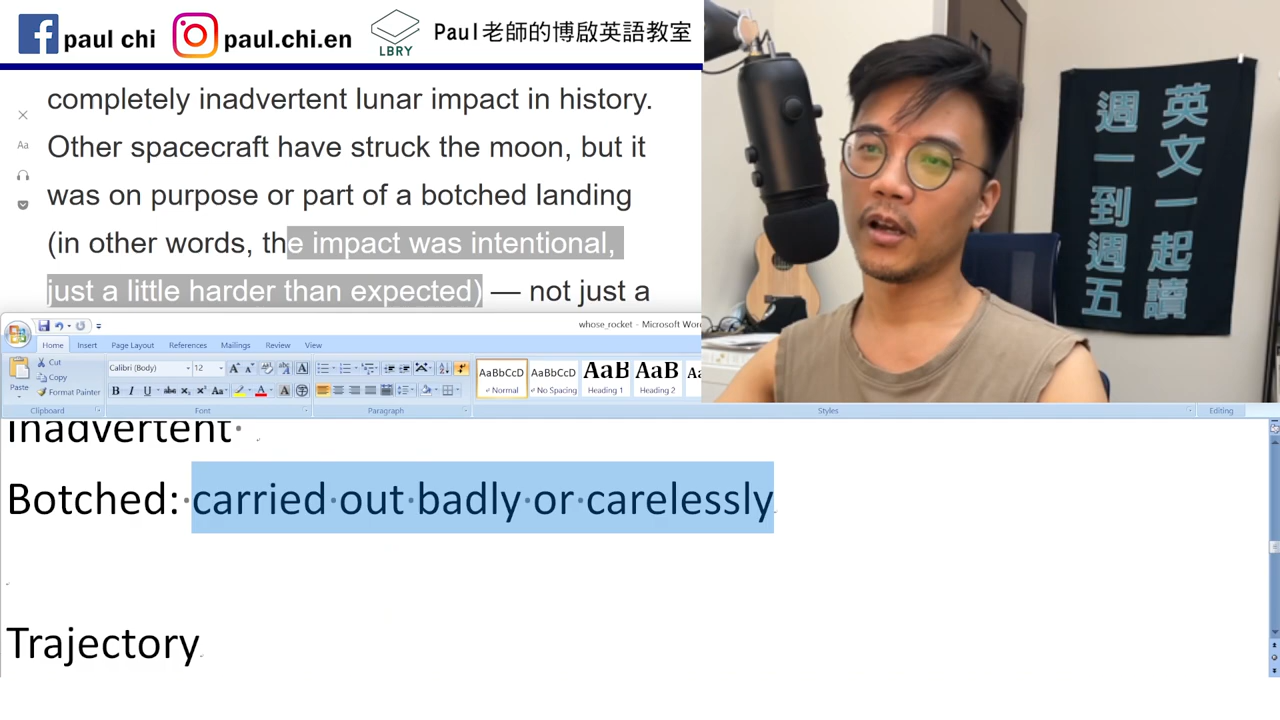 paul chi
paul.chi.en
LBRY
Paul老師的博啟英語教室
completely inadvertent lunar impact in history.
Other spacecraft have struck the moon, but it
was on purpose or part of a botched landing
(in other words, the impact was intentional,
just a little harder than expected) — not just a
Aa
英文一起讀
週一到週五
whose_rocket - Microsoft Wor
Home Insert Page Layout References Mailings Review View
Paste
Cut
Copy
Format Painter
Calibri (Body) 12
AaBbCcD AaBbCcD AaB AaB Aa
Normal No Spacing Heading 1 Heading 2
Clipboard Font Paragraph Styles Editing
Inadvertent
Botched: carried out badly or carelessly
Trajectory